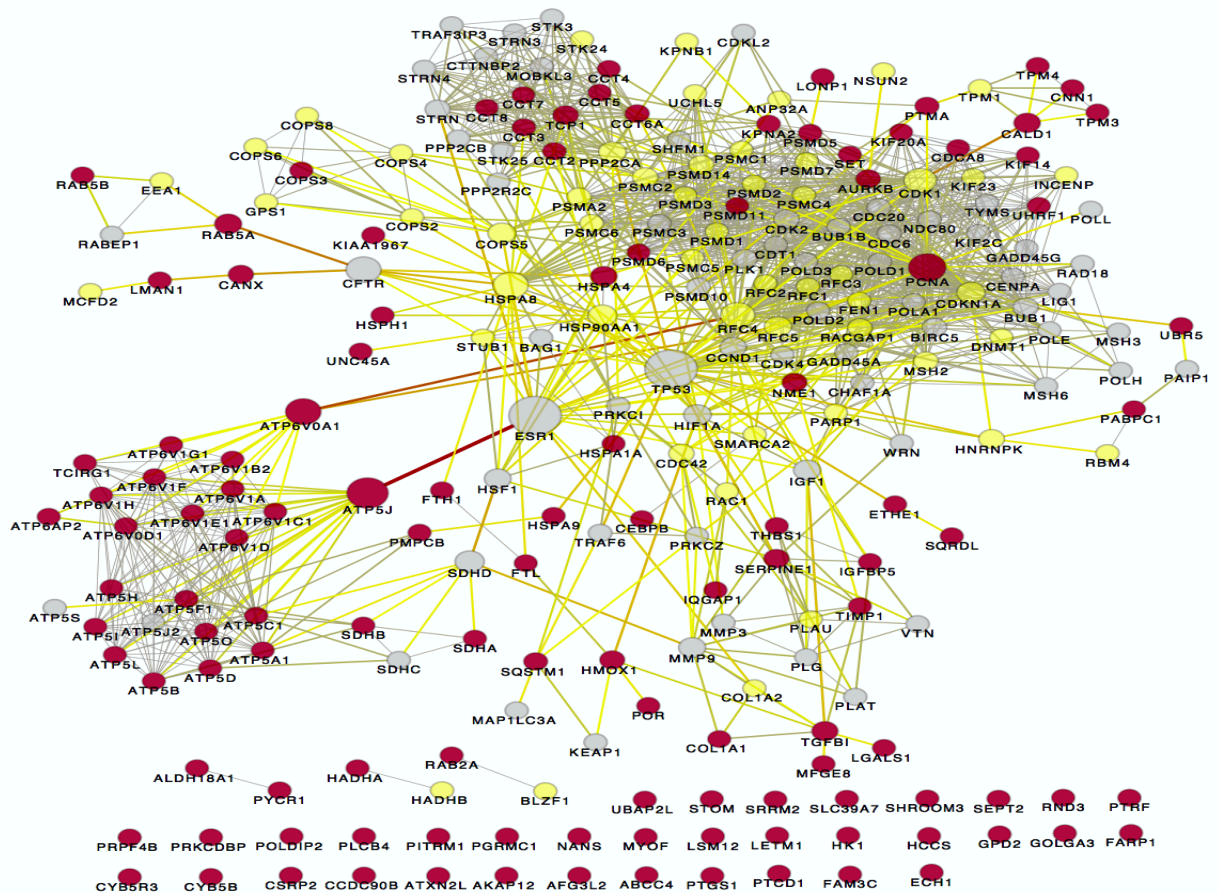 STK3
TRAF3IP3
STRN3
STK24
KPNB1
CDKL2
CTTNBP2
STRN4
MOBKL3
CCT4
LONP1
NSUN2
TPM4
CCT7
CCT5
UCHL5
ANP32A
TPM1
CNN1
STRN
CCT8
TCP1
CCT6A
PTMA
TPM3
COPS8
CCT3
KPNA2
PSMD5
KIF20A
CALD1
PPP2CB
SHFM1
COPS6
COPS4
STK25
CCT2
PPP2CA
PSMC1
SET
CDCA8
KIF14
COPS3
PSMD14
PSMD7
RAB5B
EEA1
PPP2R2C
PSMC2
AURKB
CDK1
KIF23
INCENP
GPS1
PSMA2
PSMD3
PSMD2
PSMC4
TYMS
UHRF1
COPS2
PSMD11
CDC20
POLL
RABEP1
RAB5A
PSMC6
PSMC3
CDK2
NDC80
KIAA1967
COPS5
PSMD1
BUB1B
CDC6
KIF2C
PSMD6
CDT1
GADD45G
CFTR
PSMC5
PLK1
POLD3
POLD1
RAD18
LMAN1
CANX
HSPA4
PCNA
CENPA
MCFD2
HSPA8
PSMD10
RFC2
RFC3
RFC1
CDKN1A
LIG1
HSPH1
HSP90AA1
RFC4
FEN1
POLA1
BUB1
STUB1
BAG1
RFC5
POLD2
RACGAP1
BIRC5
DNMT1
POLE
MSH3
UBR5
UNC45A
CCND1
CDK4
GADD45A
MSH2
POLH
PAIP1
TP53
NME1
CHAF1A
MSH6
ATP6V0A1
ESR1
PRKCI
HIF1A
PARP1
PABPC1
ATP6V1G1
SMARCA2
HSPA1A
CDC42
WRN
HNRNPK
RBM4
TCIRG1
ATP6V1B2
ATP6V1F
ATP6V1A
HSF1
IGF1
ATP6V1H
ATP5J
FTH1
RAC1
ATP6AP2
ATP6V1E1
ATP6V1C1
ETHE1
ATP6V0D1
HSPA9
CEBPB
ATP6V1D
PMPCB
TRAF6
PRKCZ
THBS1
SQRDL
SDHD
FTL
SERPINE1
IGFBP5
ATP5H
IQGAP1
ATP5F1
ATP5S
TIMP1
ATP5I
ATP5J2
ATP5O
ATP5C1
SDHB
SDHA
MMP3
PLAU
VTN
ATP5L
ATP5A1
SDHC
SQSTM1
HMOX1
MMP9
PLG
ATP5B
ATP5D
COL1A2
PLAT
MAP1LC3A
POR
KEAP1
COL1A1
TGFBI
LGALS1
MFGE8
ALDH18A1
HADHA
RAB2A
PYCR1
HADHB
BLZF1
UBAP2L
STOM
SRRM2
SLC39A7
SHROOM3
SEPT2
RND3
PTRF
PRPF4B
PRKCDBP
POLDIP2
PLCB4
PITRM1
PGRMC1
NANS
MYOF
LSM12
LETM1
HK1
HCCS
GPD2
GOLGA3
FARP1
CYB5R3
CYB5B
CSRP2
CCDC90B
ATXN2L
AKAP12
AFG3L2
ABCC4
PTGS1
PTCD1
FAM3C
ECH1